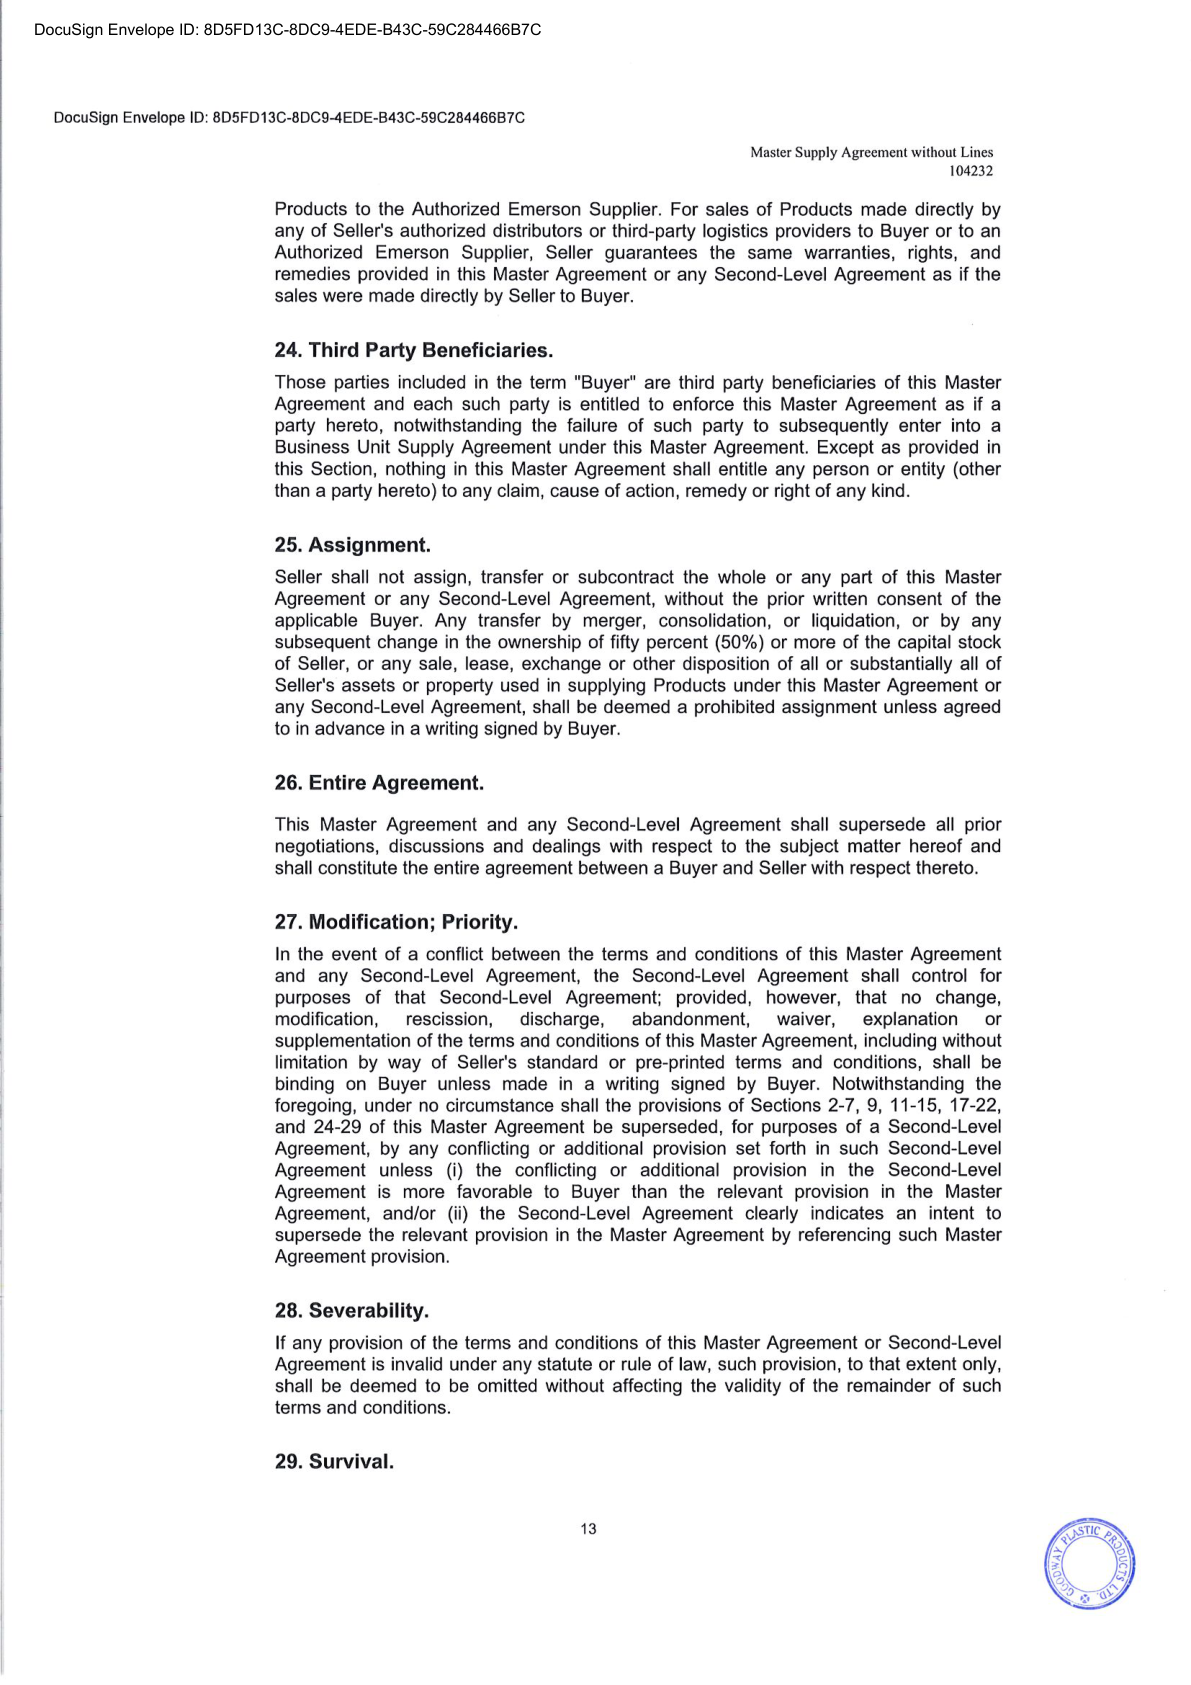 DocuSign Envelope ID: 8D5FD13C-8DC9-4EDE-B43C-59C284466B7C
DocuSign Envelope ID: 8D5FD13C-8DC9-4EDE-B43C-59C284466B7C
Master Supply Agreement without Lines
104232
Products to the Authorized Emerson Supplier. For sales of Products made directly by
any of Seller's authorized distributors or third-party logistics providers to Buyer or to an
Authorized Emerson Supplier, Seller guarantees the same warranties, rights, and
remedies provided in this Master Agreement or any Second-Level Agreement as if the
sales were made directly by Seller to Buyer.
24. Third Party Beneficiaries.
Those parties included in the term "Buyer" are third party beneficiaries of this Master
Agreement and each such party is entitled to enforce this Master Agreement as if a
party hereto, notwithstanding the failure of such party to subsequently enter into a
Business Unit Supply Agreement under this Master Agreement. Except as provided in
this Section, nothing in this Master Agreement shall entitle any person or entity (other
than a party hereto) to any claim, cause of action, remedy or right of any kind.
25. Assignment.
Seller shall not assign, transfer or subcontract the whole or any part of this Master
Agreement or any Second-Level Agreement, without the prior written consent of the
applicable Buyer. Any transfer by merger, consolidation, or liquidation, or by any
subsequent change in the ownership of fifty percent (50%) or more of the capital stock
of Seller, or any sale, lease, exchange or other disposition of all or substantially all of
Seller's assets or property used in supplying Products under this Master Agreement or
any Second-Level Agreement, shall be deemed a prohibited assignment unless agreed
to in advance in a writing signed by Buyer.
26. Entire Agreement.
This Master Agreement and any Second-Level Agreement shall supersede all prior
negotiations, discussions and dealings with respect to the subject matter hereof and
shall constitute the entire agreement between a Buyer and Seller with respect thereto.
27. Modification; Priority.
In the event of a conflict between the terms and conditions of this Master Agreement
and any Second-Level Agreement, the Second-Level Agreement shall control for
purposes of that Second-Level Agreement; provided, however, that no change,
modification, rescission, discharge, abandonment, waiver, explanation or
supplementation of the terms and conditions of this Master Agreement, including without
limitation by way of Seller's standard or pre-printed terms and conditions, shall be
binding on Buyer unless made in a writing signed by Buyer. Notwithstanding the
foregoing, under no circumstance shall the provisions of Sections 2-7, 9, 11-15, 17-22,
and 24-29 of this Master Agreement be superseded, for purposes of a Second-Level
Agreement, by any conflicting or additional provision set forth in such Second-Level
Agreement unless (i) the conflicting or additional provision in the Second-Level
Agreement is more favorable to Buyer than the relevant provision in the Master
Agreement, and/or (ii) the Second-Level Agreement clearly indicates an intent to
supersede the relevant provision in the Master Agreement by referencing such Master
Agreement provision.
28. Severability.
If any provision of the terms and conditions of this Master Agreement or Second-Level
Agreement is invalid under any statute or rule of law, such provision, to that extent only,
shall be deemed to be omitted without affecting the validity of the remainder of such
terms and conditions.
29. Survival.
13
GOODWAY PLASTIC PRODUCTS LTD.